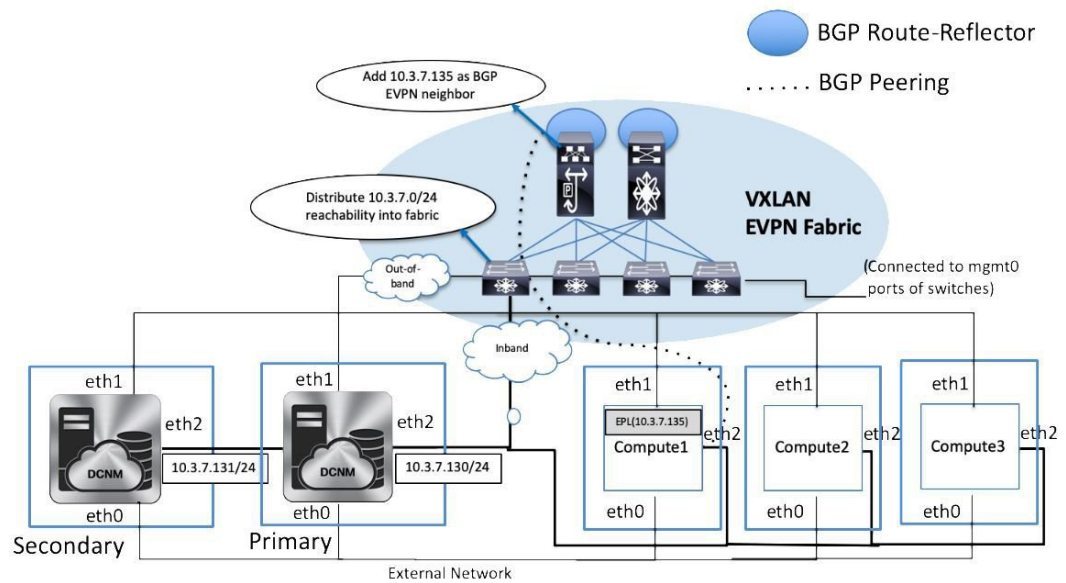 BGP Route-Reflector
BGP Peering
Add 10.3.7.135 as BGP
EVPN neighbor
Distribute 10.3.7.0/24
reachability into fabric
VXLAN
EVPN Fabric
P
Out-of-
band
(Connected to mgmt0
ports of switches)
Inband
eth1
eth2
DCNM
10.3.7.131/24
eth0
Secondary
eth1
eth2
DCNM
10.3.7.130/24
eth0
Primary
eth1
EPL(10.3.7.135)
eth2
Compute1
eth0
eth1
eth2
Compute2
eth0
eth1
eth2
Compute3
eth0
External Network